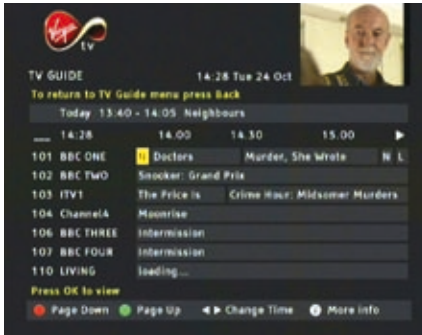 Virgin
tv
TV GUIDE 14:28 Tue 24 Oct
To return to TV Guide menu press Back
Today 13:40 - 14:05 Neighbours
14:28 14.00 14.30 15.00
101 BBC ONE N Doctors Murder, She Wrote N L
102 BBC TWO Snooker: Grand Prix
103 ITV1 The Price is Crime Hour: Midsomer Murders
104 Channel4 Moonrise
106 BBC THREE Intermission
107 BBC FOUR Intermission
110 LIVING loading...
Press OK to view
Page Down Page Up Change Time More info